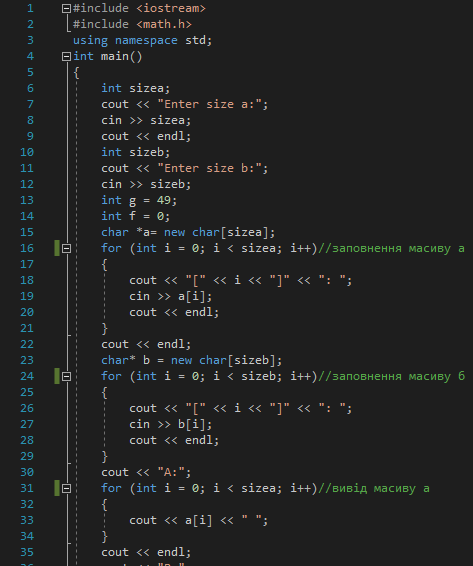 1 #include <iostream>
2 #include <math.h>
3 using namespace std;
4 int main()
5 {
6 int sizea;
7 cout << "Enter size a:";
8 cin >> sizea;
9 cout << endl;
10 int sizeb;
11 cout << "Enter size b:";
12 cin >> sizeb;
13 int g = 49;
14 int f = 0;
15 char *a= new char[sizea];
16 for (int i = 0; i < sizea; i++)//заповнення масиву а
17 {
18 cout << "[" << i << "]" << ": ";
19 cin >> a[i];
20 cout << endl;
21 }
22 cout << endl;
23 char* b = new char[sizeb];
24 for (int i = 0; i < sizeb; i++)//заповнення масиву б
25 {
26 cout << "[" << i << "]" << ": ";
27 cin >> b[i];
28 cout << endl;
29 }
30 cout << "A:";
31 for (int i = 0; i < sizea; i++)//вивід масиву а
32 {
33 cout << a[i] << " ";
34 }
35 cout << endl;